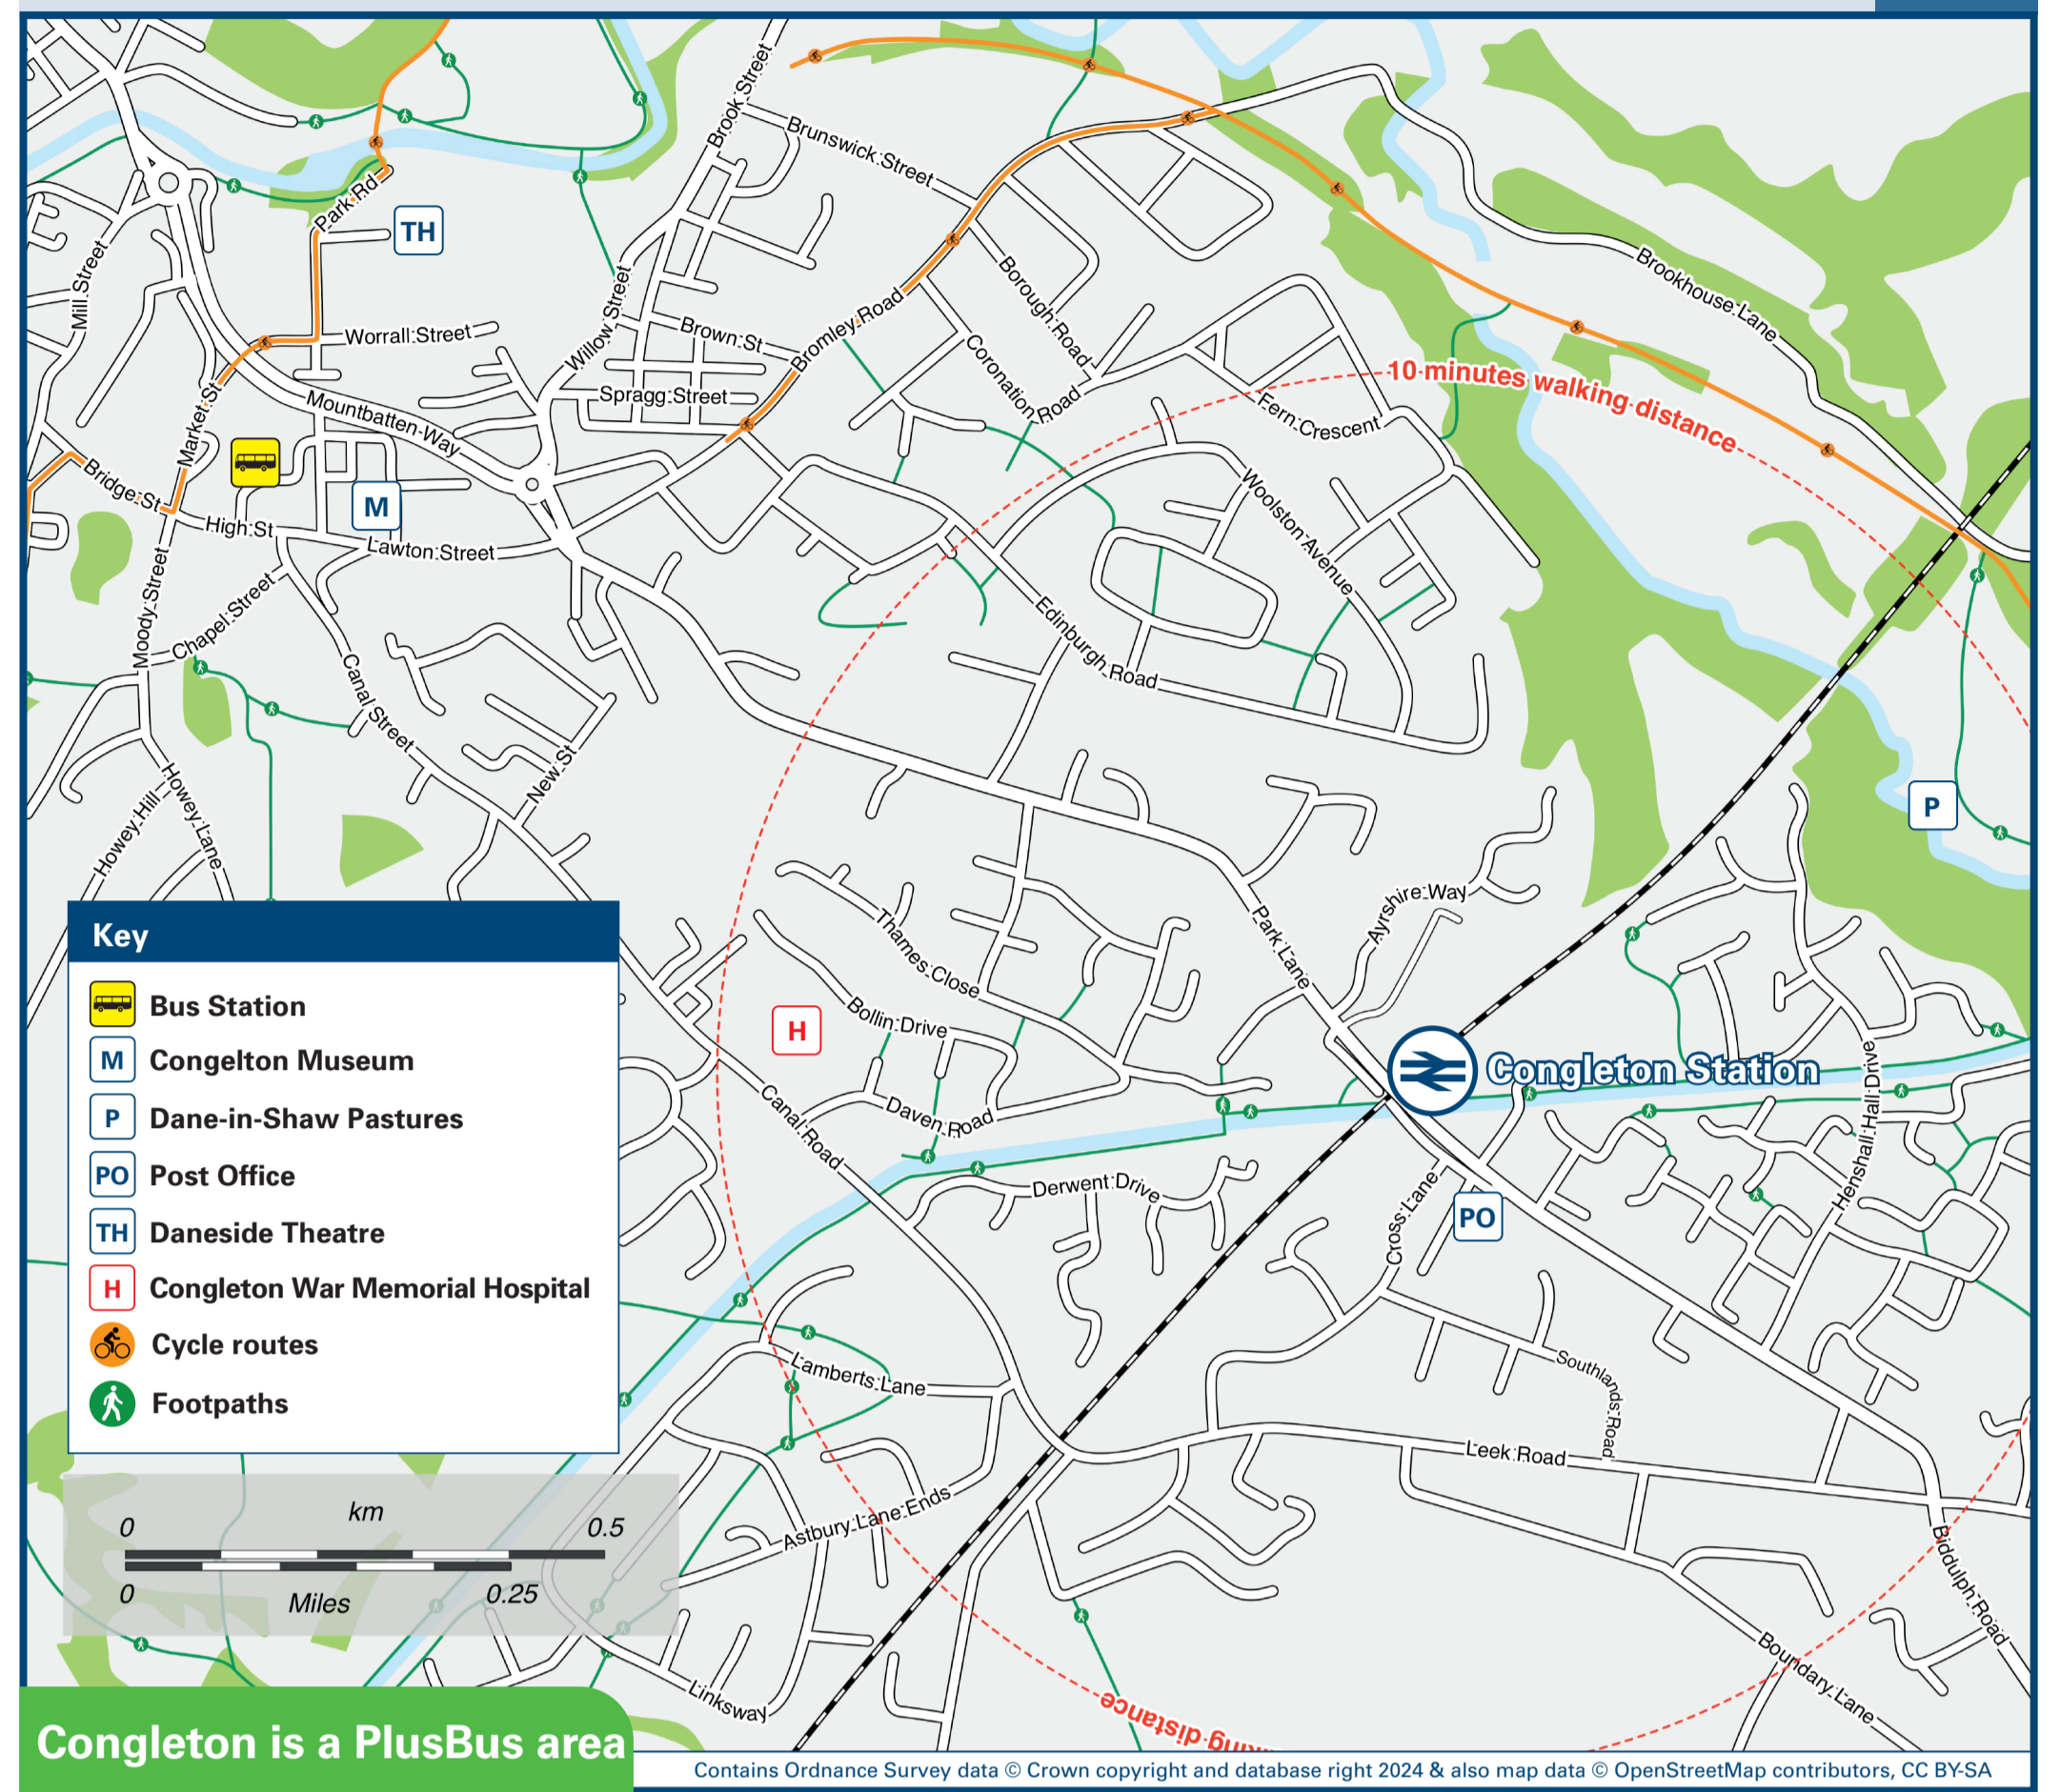 Brook Street
Brunswick Street
Park Rd
TH
Mill Street
Borough Road
Brookhouse Lane
Willow Street
Worrall Street
Brown St
Bromley Road
Coronation Road
10 minutes walking distance
Spragg Street
Market St
Mountbatten Way
Fern Crescent
Bridge St
M
Woolston Avenue
High St
Lawton Street
Moody Street
Chapel Street
Edinburgh Road
Canal Street
New St
Howey Lane
Howey Hill
P
Ayrshire Way
Park Lane
Thames Close
Bollin Drive
H
Congleton Station
Henshall Hall Drive
Canal Road
Daven Road
Derwent Drive
Cross Lane
PO
Lamberts Lane
Southlands Road
Leek Road
Astbury Lane Ends
Biddulph Road
Boundary Lane
Linksway
king distance
Key
Bus Station
M Congelton Museum
P Dane-in-Shaw Pastures
PO Post Office
TH Daneside Theatre
H Congleton War Memorial Hospital
Cycle routes
Footpaths
km
0 0.5
0 0.25
Miles
Congleton is a PlusBus area
Contains Ordnance Survey data © Crown copyright and database right 2024 & also map data © OpenStreetMap contributors, CC BY-SA